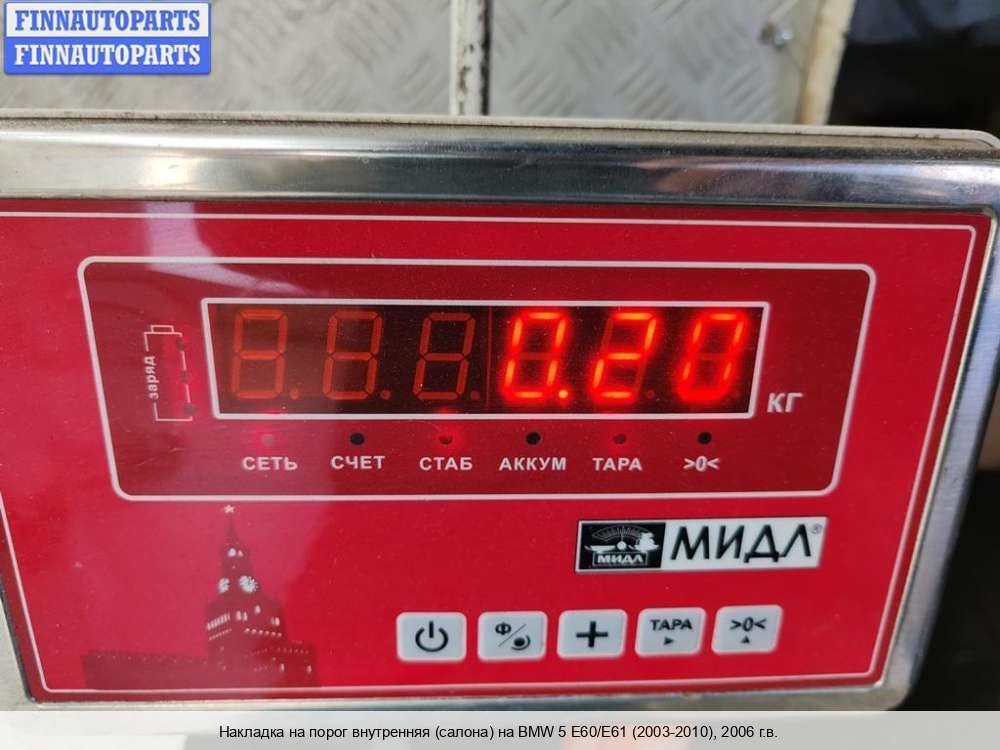 FINNAUTOPARTS
FINNAUTOPARTS
заряд
0.20
КГ
СЕТЬ СЧЕТ СТАБ АККУМ ТАРА >0<
МИДЛ МИДЛ®
Ф ТАРА >0<
Накладка на порог внутренняя (салона) на BMW 5 E60/E61 (2003-2010), 2006 г.в.